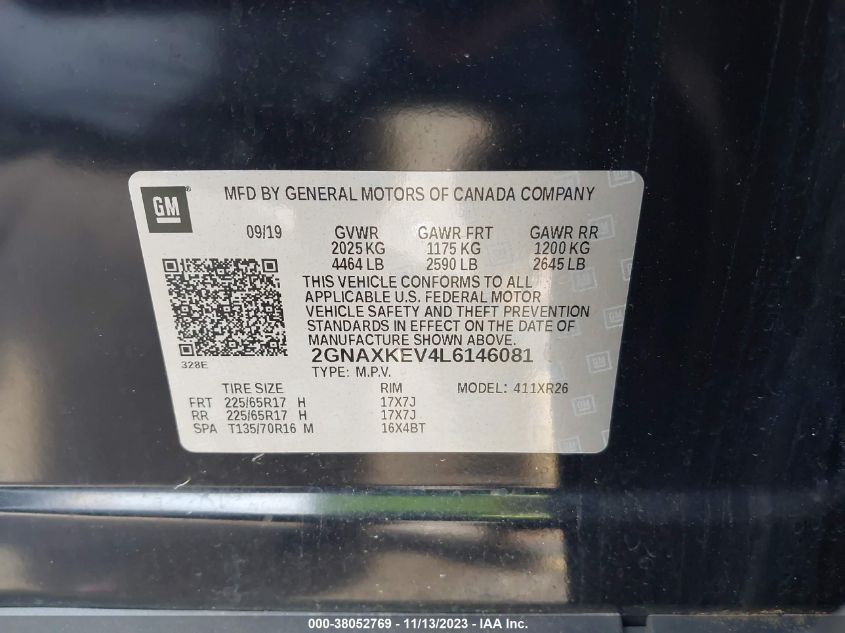 GM
MFD BY GENERAL MOTORS OF CANADA COMPANY
09/19 GVWR GAWR FRT GAWR RR
2025 KG 1175 KG 1200 KG
4464 LB 2590 LB 2645 LB
THIS VEHICLE CONFORMS TO ALL
APPLICABLE U.S. FEDERAL MOTOR
VEHICLE SAFETY AND THEFT PREVENTION
STANDARDS IN EFFECT ON THE DATE OF
MANUFACTURE SHOWN ABOVE.
328E
2GNAXKEV4L6146081
TYPE: M.P.V.
TIRE SIZE RIM MODEL: 411XR26
FRT 225/65R17 H 17X7J
RR 225/65R17 H 17X7J
SPA T135/70R16 M 16X4BT
000-38052769 - 11/13/2023 - IAA Inc.